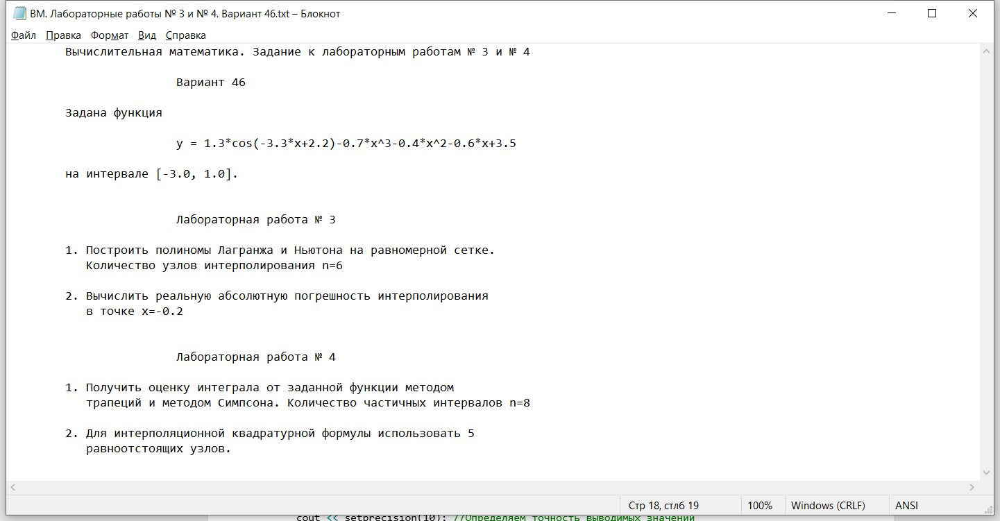 ВМ. Лабораторные работы № 3 и № 4. Вариант 46.txt – Блокнот
Файл Правка Формат Вид Справка
Вычислительная математика. Задание к лабораторным работам № 3 и № 4
Вариант 46
Задана функция
y = 1.3*cos(-3.3*x+2.2)-0.7*x^3-0.4*x^2-0.6*x+3.5
на интервале [-3.0, 1.0].
Лабораторная работа № 3
1. Построить полиномы Лагранжа и Ньютона на равномерной сетке.
Количество узлов интерполирования n=6
2. Вычислить реальную абсолютную погрешность интерполирования
в точке x=-0.2
Лабораторная работа № 4
1. Получить оценку интеграла от заданной функции методом
трапеций и методом Симпсона. Количество частичных интервалов n=8
2. Для интерполяционной квадратурной формулы использовать 5
равноотстоящих узлов.
Стр 18, стлб 19 100% Windows (CRLF) ANSI
cout << setprecision(10); //Определяем точность выводимых значений